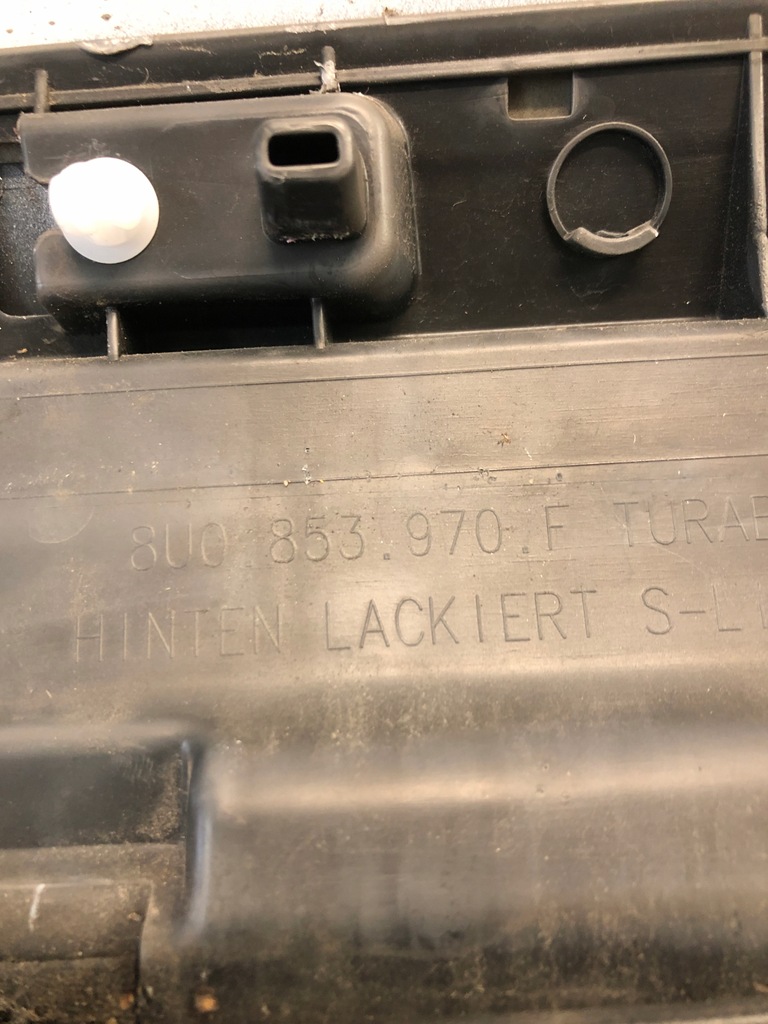 8U0 853.970.F
HINTEN LACKIERT